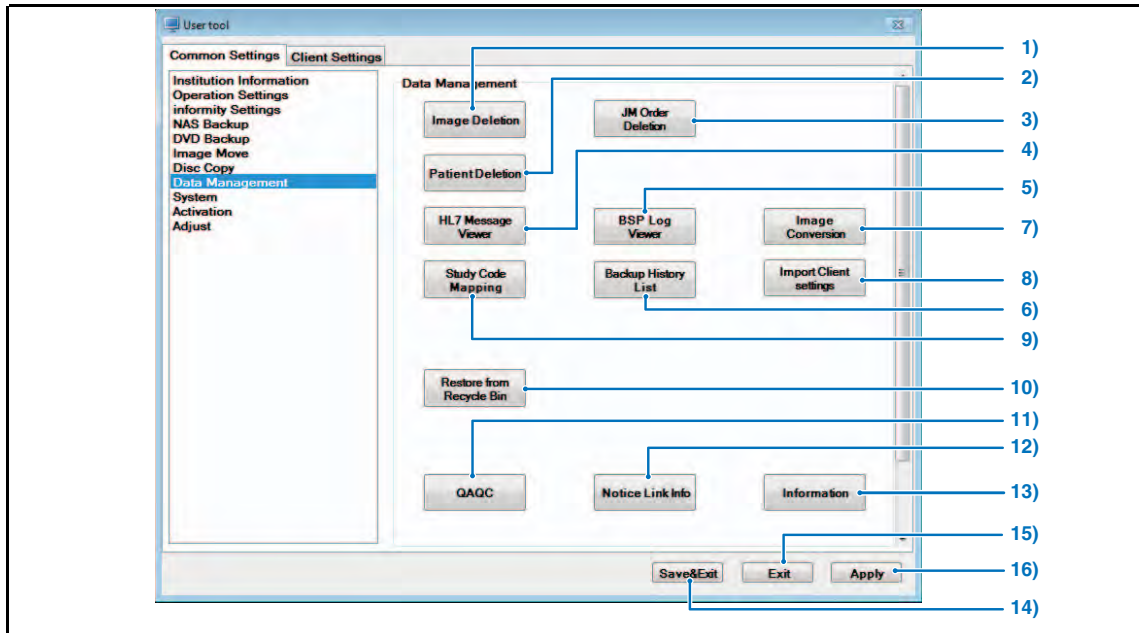 User tool
Common Settings
Client Settings
Institution Information
Operation Settings
informity Settings
NAS Backup
DVD Backup
Image Move
Disc Copy
Data Management
System
Activation
Adjust
Data Management
Image Deletion
JM Order
Deletion
Patient Deletion
HL7 Message
Viewer
BSP Log
Viewer
Image
Conversion
Study Code
Mapping
Backup History
List
Import Client
settings
Restore from
Recycle Bin
QAQC
Notice Link Info
Information
Save&Exit
Exit
Apply
1)
2)
3)
4)
5)
7)
8)
6)
9)
10)
11)
12)
13)
15)
16)
14)